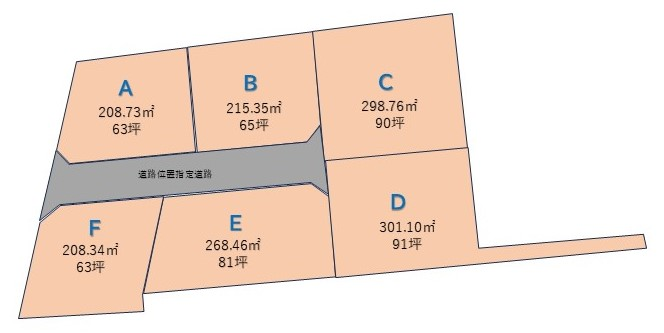 A
208.73㎡
63坪
B
215.35㎡
65坪
C
298.76㎡
90坪
道路位置指定道路
F
208.34㎡
63坪
E
268.46㎡
81坪
D
301.10㎡
91坪